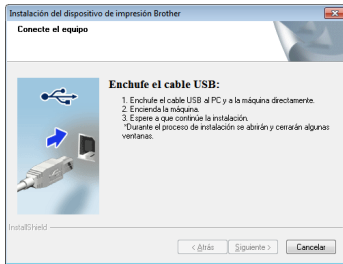 Instalación del dispositivo de impresión Brother
Conecte el equipo
Enchufe el cable USB:
1. Enchufe el cable USB al PC y a la máquina directamente.
2. Encienda la máquina.
3. Espere a que continúe la instalación.
*Durante el proceso de instalación se abrirán y cerrarán algunas
ventanas.
InstallShield
< Atrás Siguiente > Cancelar